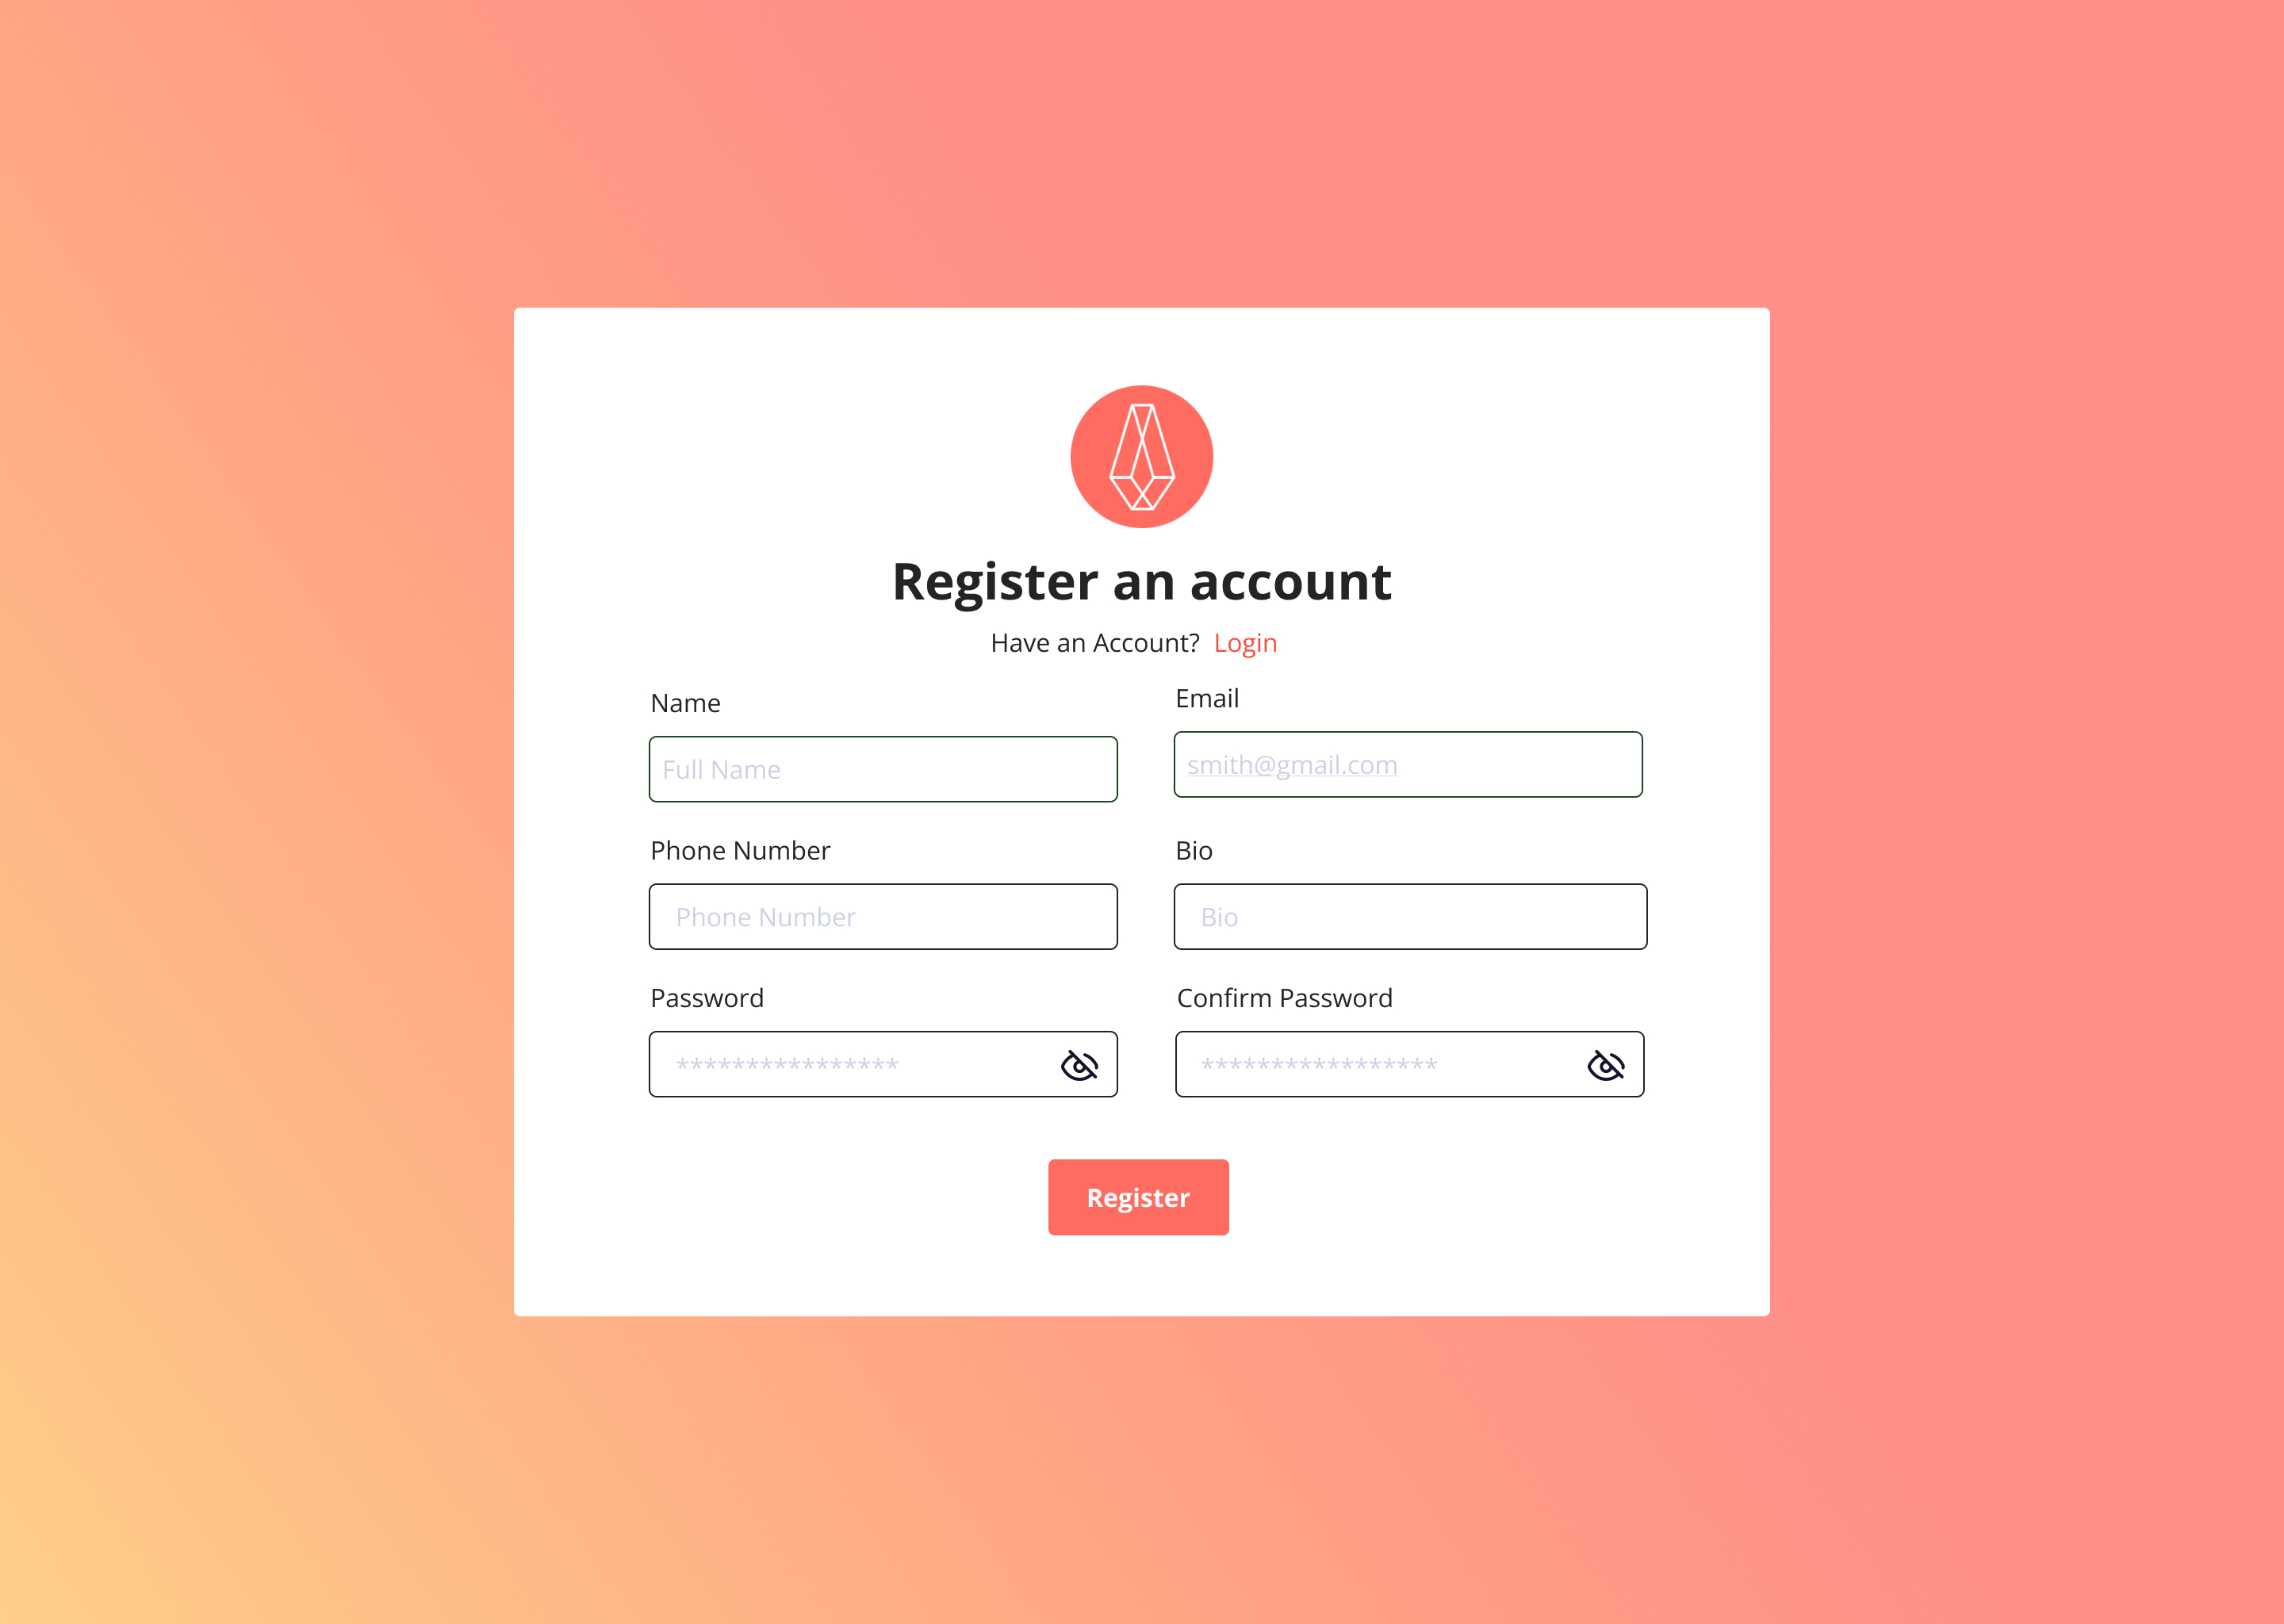 Register an account
Have an Account? Login
Name
Email
Full Name
smith@gmail.com
Phone Number
Bio
Phone Number
Bio
Password
Confirm Password
****************
*****************
Register